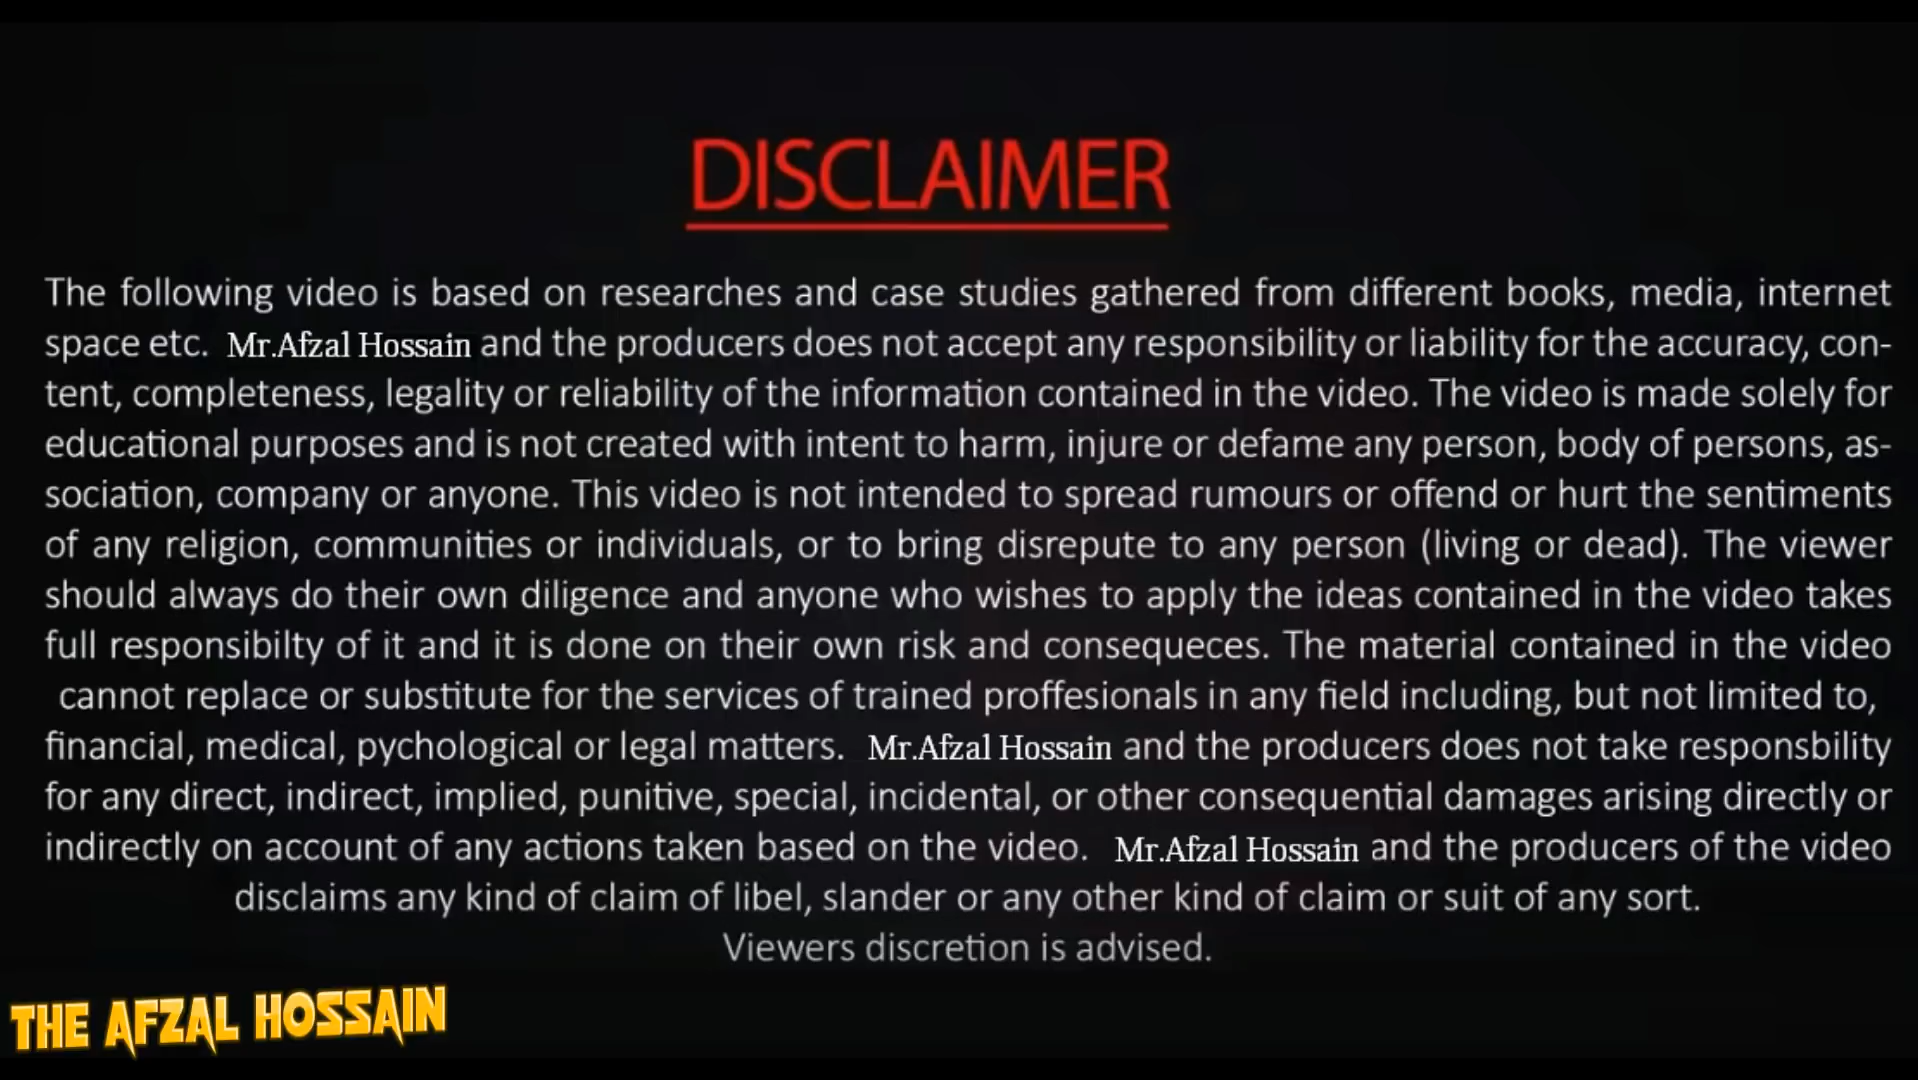 DISCLAIMER
The following video is based on researches and case studies gathered from different books, media, internet
space etc. Mr.Afzal Hossain and the producers does not accept any responsibility or liability for the accuracy, con-
tent, completeness, legality or reliability of the information contained in the video. The video is made solely for
educational purposes and is not created with intent to harm, injure or defame any person, body of persons, as-
sociation, company or anyone. This video is not intended to spread rumours or offend or hurt the sentiments
of any religion, communities or individuals, or to bring disrepute to any person (living or dead). The viewer
should always do their own diligence and anyone who wishes to apply the ideas contained in the video takes
full responsibilty of it and it is done on their own risk and consequeces. The material contained in the video
cannot replace or substitute for the services of trained proffesionals in any field including, but not limited to,
financial, medical, pychological or legal matters. Mr.Afzal Hossain and the producers does not take responsbility
for any direct, indirect, implied, punitive, special, incidental, or other consequential damages arising directly or
indirectly on account of any actions taken based on the video. Mr.Afzal Hossain and the producers of the video
disclaims any kind of claim of libel, slander or any other kind of claim or suit of any sort.
Viewers discretion is advised.
THE AFZAL HOSSAIN